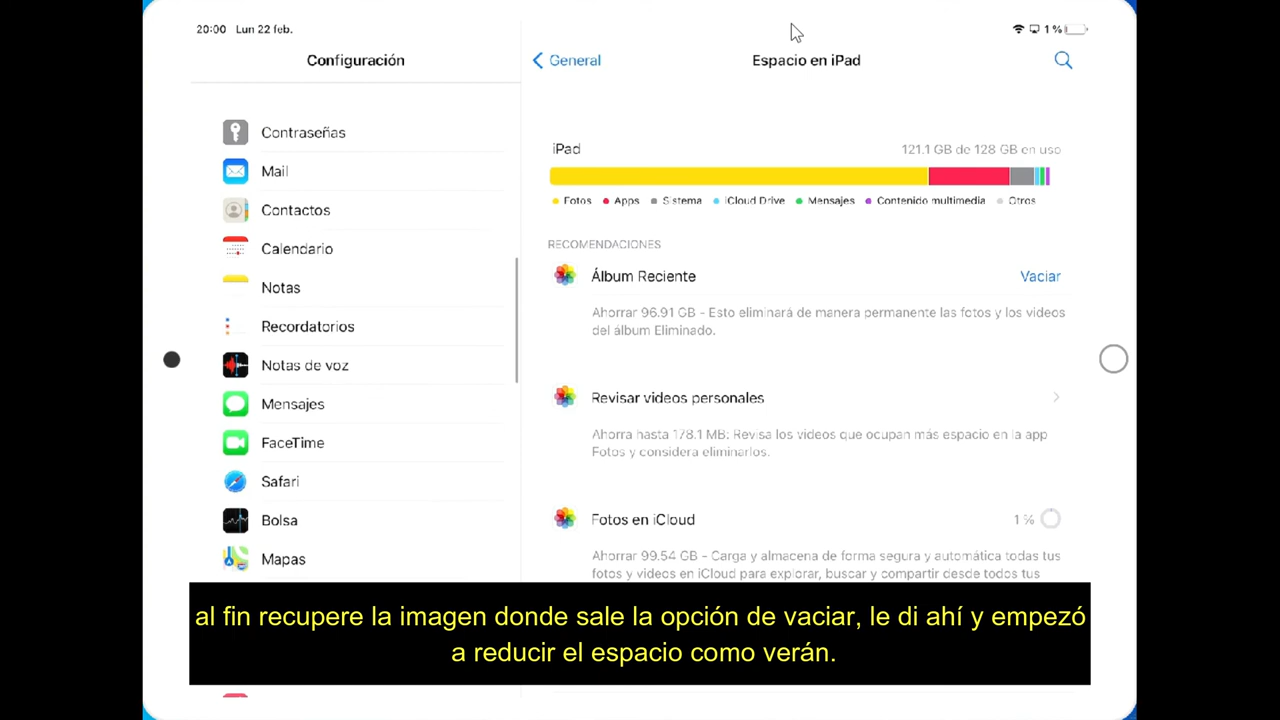 20:00 Lun 22 feb.
1 %
Configuración
General
Espacio en iPad
Contraseñas
Mail
Contactos
Calendario
Notas
Recordatorios
Notas de voz
Mensajes
FaceTime
Safari
Bolsa
Mapas
iPad
121.1 GB de 128 GB en uso
Fotos Apps Sistema iCloud Drive Mensajes Contenido multimedia Otros
RECOMENDACIONES
Álbum Reciente
Vaciar
Ahorrar 96.91 GB - Esto eliminará de manera permanente las fotos y los videos
del álbum Eliminado.
Revisar videos personales
Ahorra hasta 178.1 MB: Revisa los videos que ocupan más espacio en la app
Fotos y considera eliminarlos.
Fotos en iCloud
1 %
Ahorrar 99.54 GB - Carga y almacena de forma segura y automática todas tus
fotos y videos en iCloud para explorar, buscar y compartir desde todos tus
al fin recupere la imagen donde sale la opción de vaciar, le di ahí y empezó
a reducir el espacio como verán.